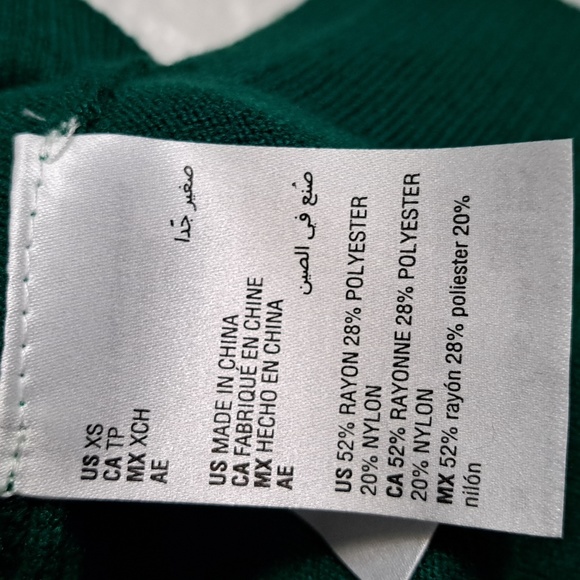 US XS
CA TP
MX XCH
AE
صغير جًدا
US MADE IN CHINA
CA FABRIQUÉ EN CHINE
MX HECHO EN CHINA
AE
صُنع في الصين
US 52% RAYON 28% POLYESTER
20% NYLON
CA 52% RAYONNE 28% POLYESTER
20% NYLON
MX 52% rayón 28% poliester 20%
nilón